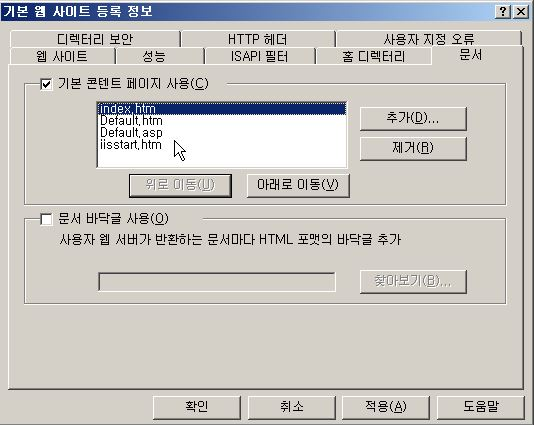 기본 웹 사이트 등록 정보
디렉터리 보안 HTTP 헤더 사용자 지정 오류
웹 사이트 성능 ISAPI 필터 홈 디렉터리 문서
기본 콘텐트 페이지 사용(C)
index.htm
Default.htm
Default.asp
iisstart.htm
추가(D)...
제거(R)
위로 이동(U) 아래로 이동(V)
문서 바닥글 사용(O)
사용자 웹 서버가 반환하는 문서마다 HTML 포맷의 바닥글 추가
찾아보기(B)...
확인 취소 적용(A) 도움말